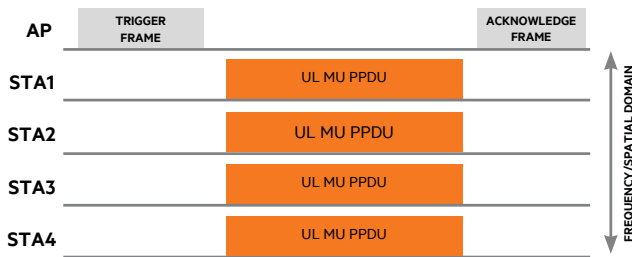 AP
TRIGGER
FRAME
ACKNOWLEDGE
FRAME
STA1
UL MU PPDU
STA2
UL MU PPDU
STA3
UL MU PPDU
STA4
UL MU PPDU
FREQUENCY/SPATIAL DOMAIN